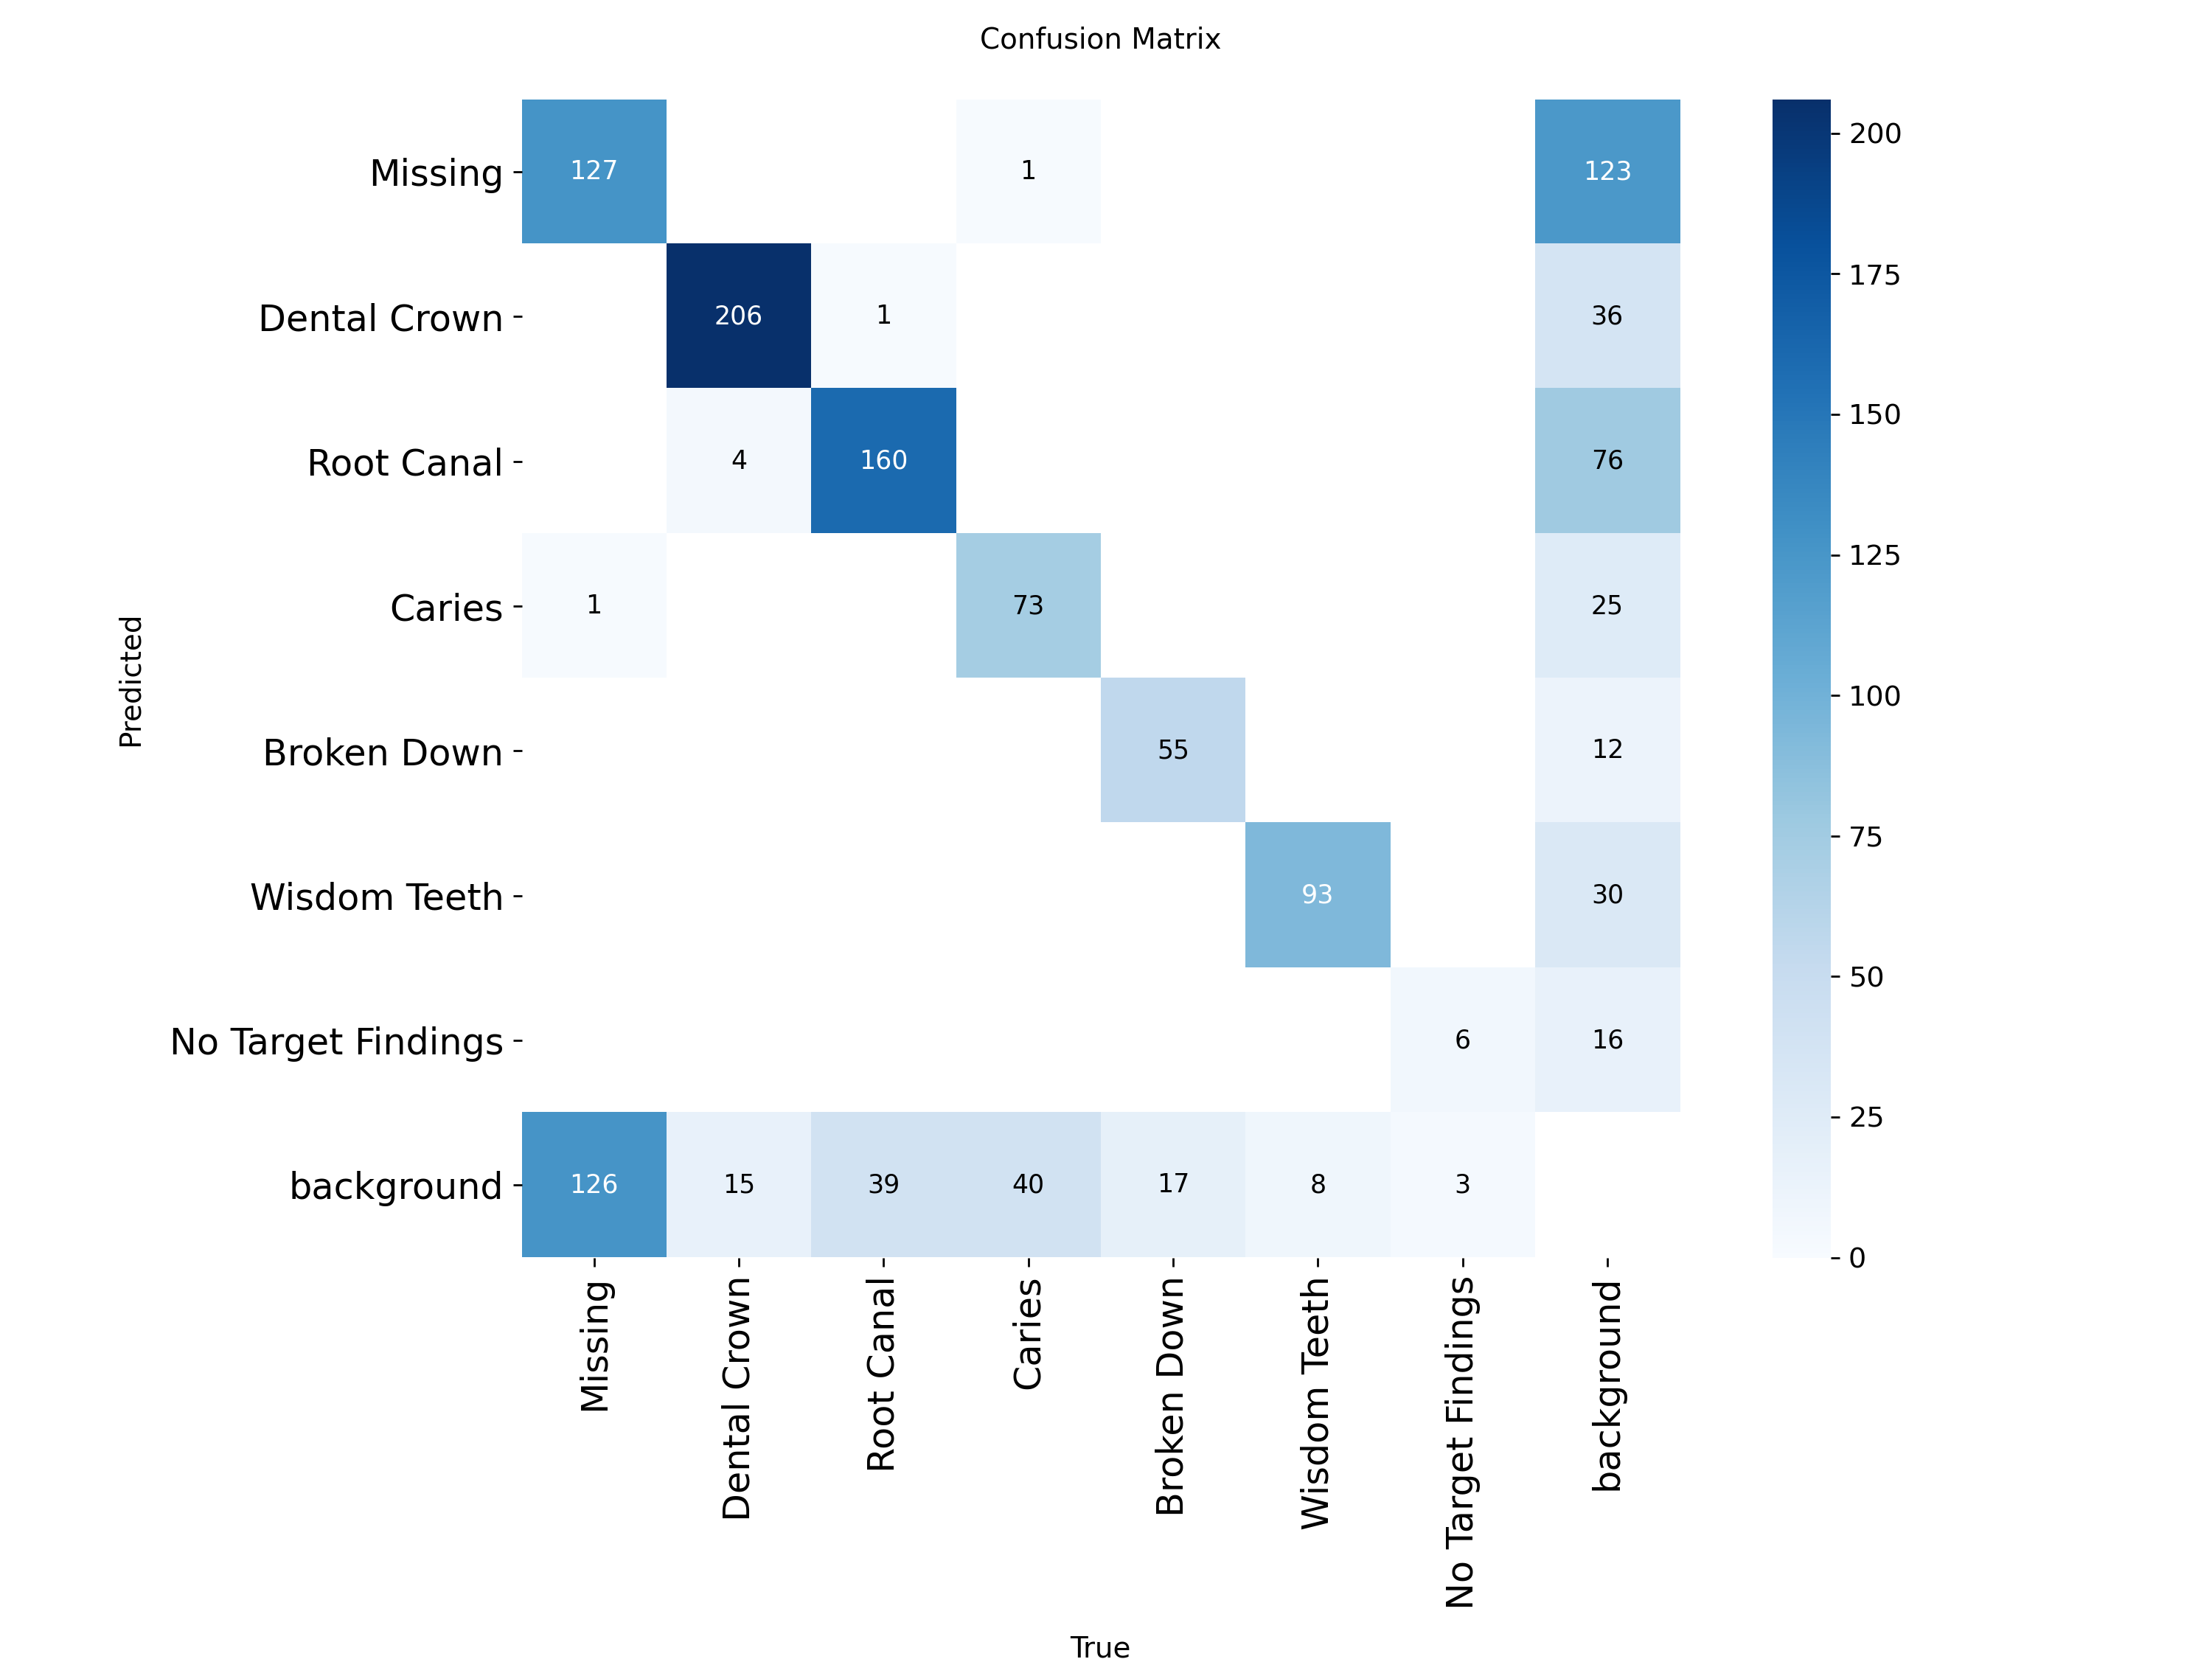 Confusion Matrix
Missing 127 1 123
Dental Crown 206 1 36
Root Canal 4 160 76
Caries 1 73 25
Broken Down 55 12
Wisdom Teeth 93 30
No Target Findings 6 16
background 126 15 39 40 17 8 3
Predicted
Missing
Dental Crown
Root Canal
Caries
Broken Down
Wisdom Teeth
No Target Findings
background
True
200
175
150
125
100
75
50
25
0